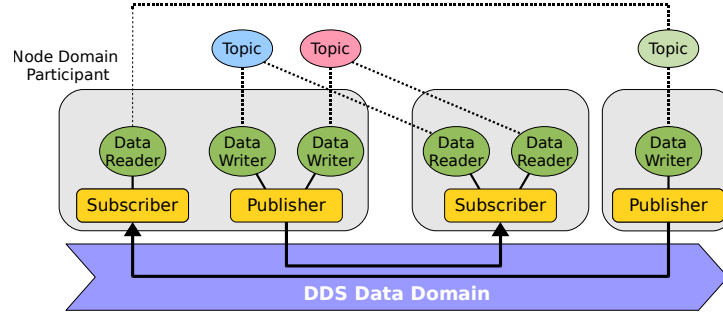 Topic
Topic
Topic
Node Domain
Participant
Data
Reader
Data
Writer
Data
Writer
Data
Reader
Data
Reader
Data
Writer
Subscriber
Publisher
Subscriber
Publisher
DDS Data Domain